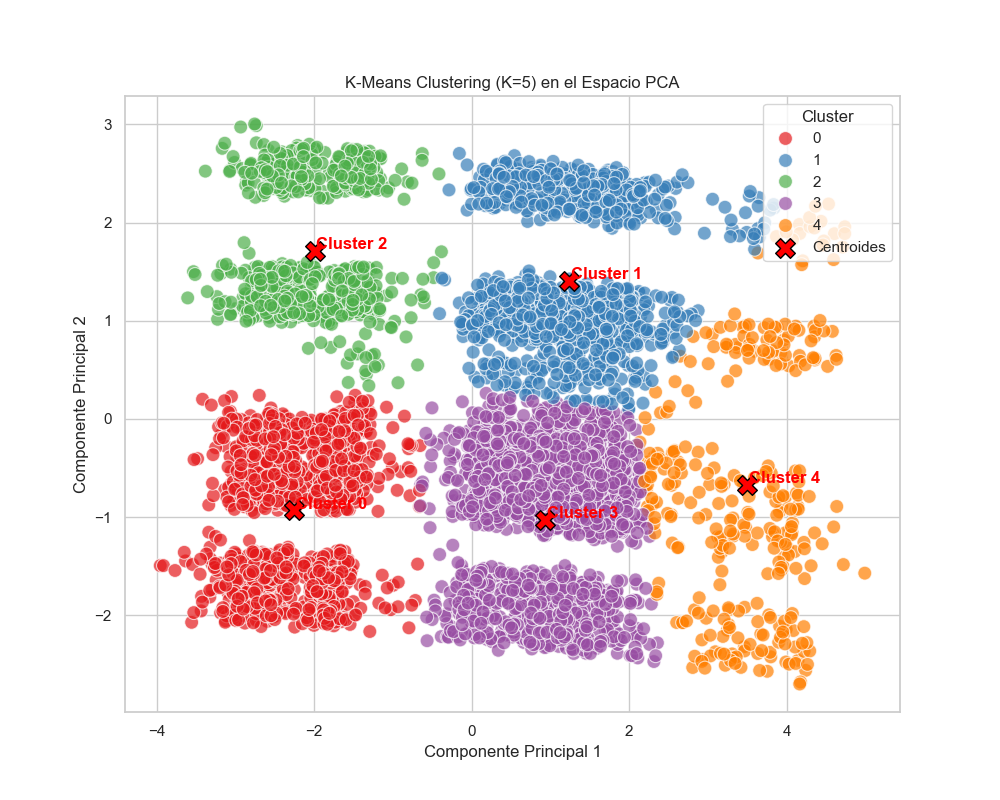 K-Means Clustering (K=5) en el Espacio PCA
Cluster
0
1
2
3
4
Centroides
Cluster 2
Cluster 1
Cluster 4
Cluster 0
Cluster 3
3
2
1
0
−1
−2
Componente Principal 2
−4
−2
0
2
4
Componente Principal 1